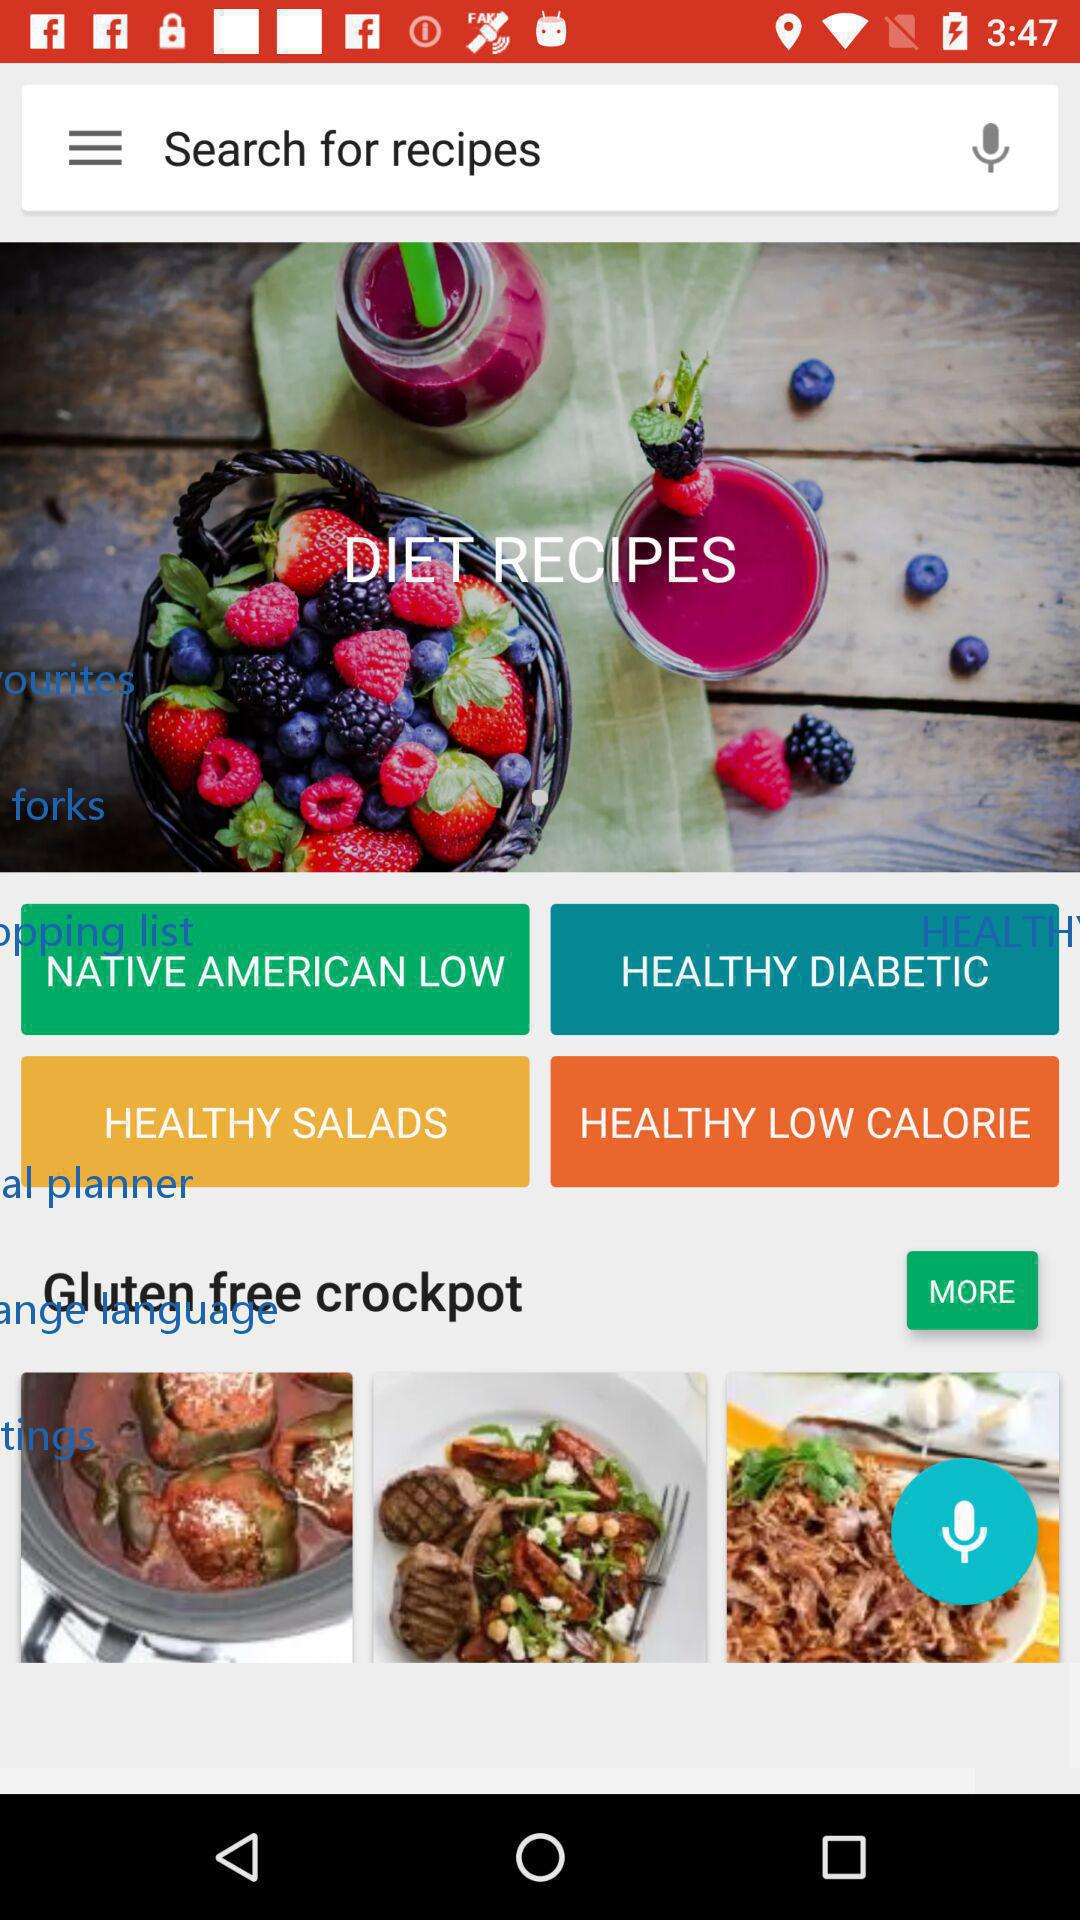 FAKE
3:47
Search for recipes
DIET RECIPES
vourites
forks
opping list
HEALTHY
NATIVE AMERICAN LOW
HEALTHY DIABETIC
HEALTHY SALADS
HEALTHY LOW CALORIE
al planner
Gluten free crockpot
MORE
ange language
tings